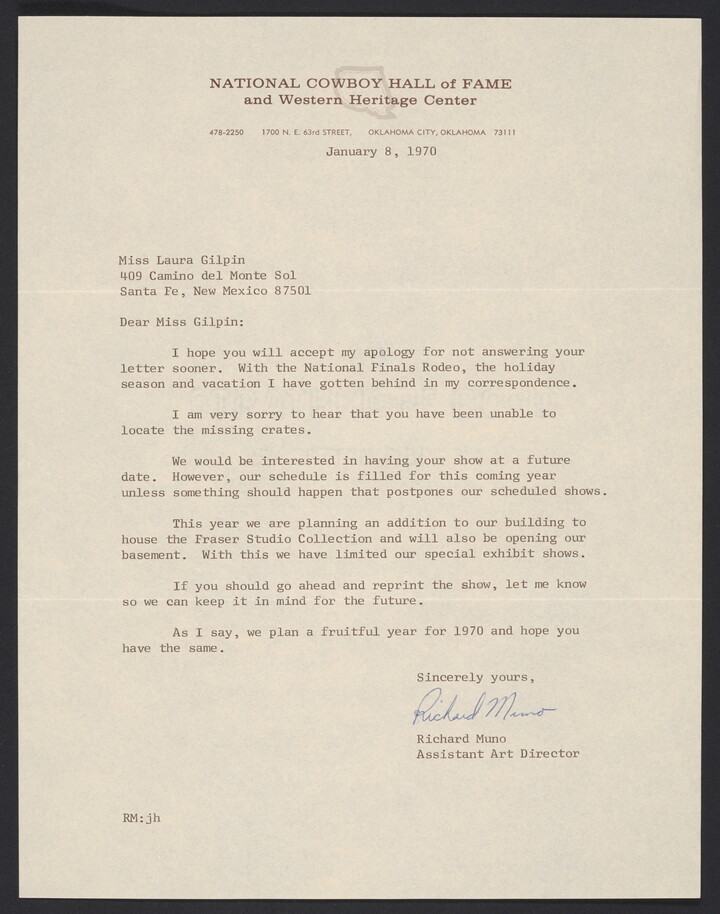 NATIONAL COWBOY HALL of FAME
and Western Heritage Center
478-2250 1700 N. E. 63rd STREET, OKLAHOMA CITY, OKLAHOMA 73111
January 8, 1970
Miss Laura Gilpin
409 Camino del Monte Sol
Santa Fe, New Mexico 87501
Dear Miss Gilpin:
I hope you will accept my apology for not answering your
letter sooner. With the National Finals Rodeo, the holiday
season and vacation I have gotten behind in my correspondence.
I am very sorry to hear that you have been unable to
locate the missing crates.
We would be interested in having your show at a future
date. However, our schedule is filled for this coming year
unless something should happen that postpones our scheduled shows.
This year we are planning an addition to our building to
house the Fraser Studio Collection and will also be opening our
basement. With this we have limited our special exhibit shows.
If you should go ahead and reprint the show, let me know
so we can keep it in mind for the future.
As I say, we plan a fruitful year for 1970 and hope you
have the same.
Sincerely yours,
Richard Muno
Richard Muno
Assistant Art Director
RM:jh